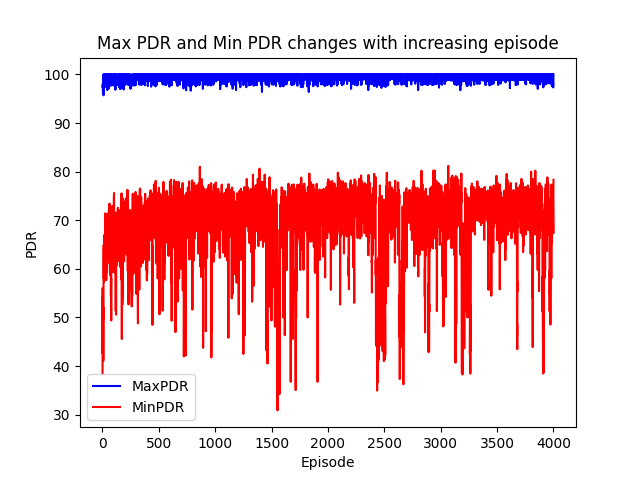 Max PDR and Min PDR changes with increasing episode
100
90
80
70
60
50
40
30
PDR
MaxPDR
MinPDR
0 500 1000 1500 2000 2500 3000 3500 4000
Episode